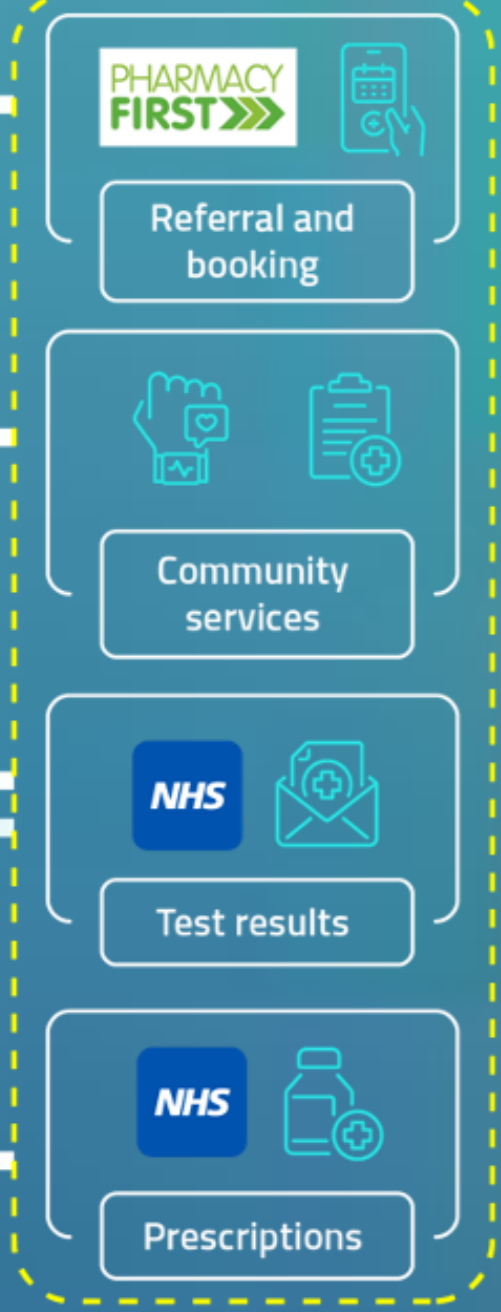 PHARMACY
FIRST
Referral and
booking
Community
services
NHS
Test results
NHS
Prescriptions